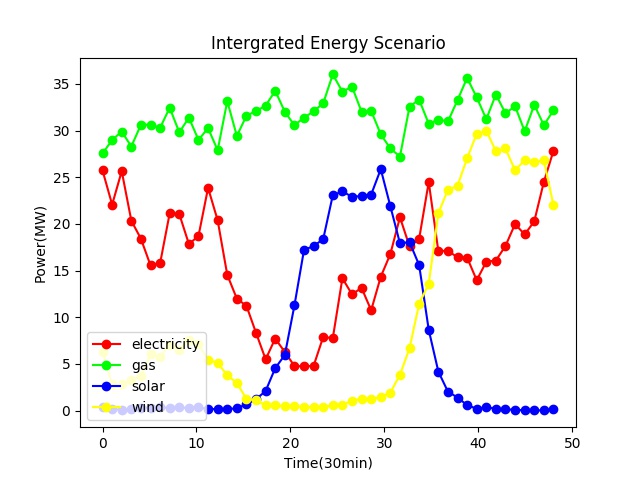 Intergrated Energy Scenario
Power(MW)
35
30
25
20
15
10
5
0
electricity
gas
solar
wind
0 10 20 30 40 50
Time(30min)